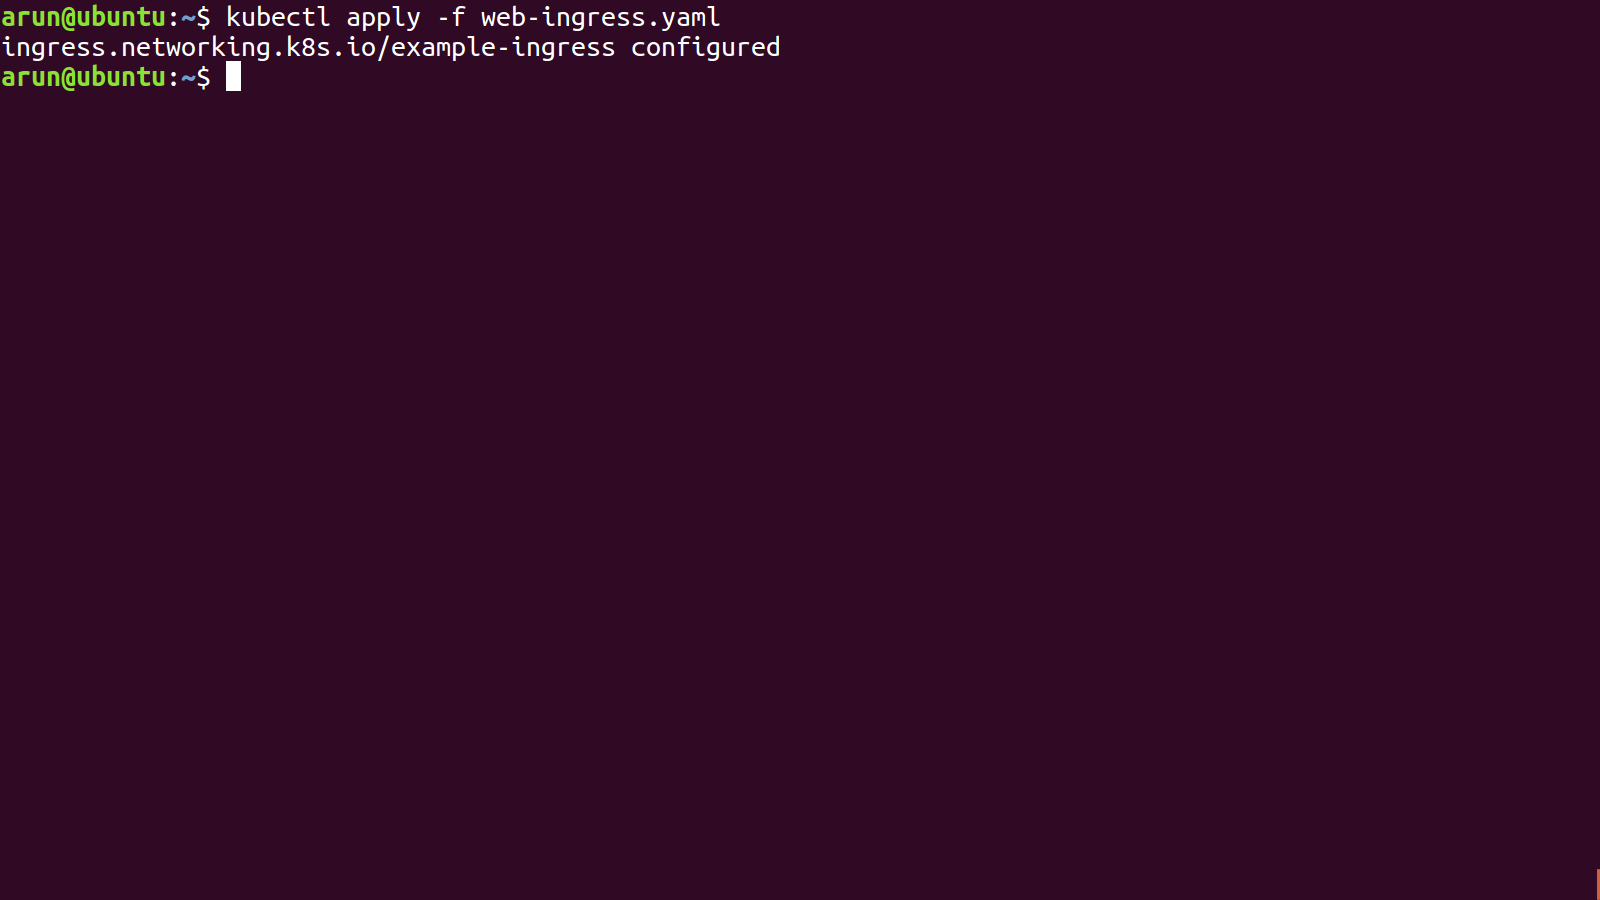 arun@ubuntu:~$ kubectl apply -f web-ingress.yaml
ingress.networking.k8s.io/example-ingress configured
arun@ubuntu:~$